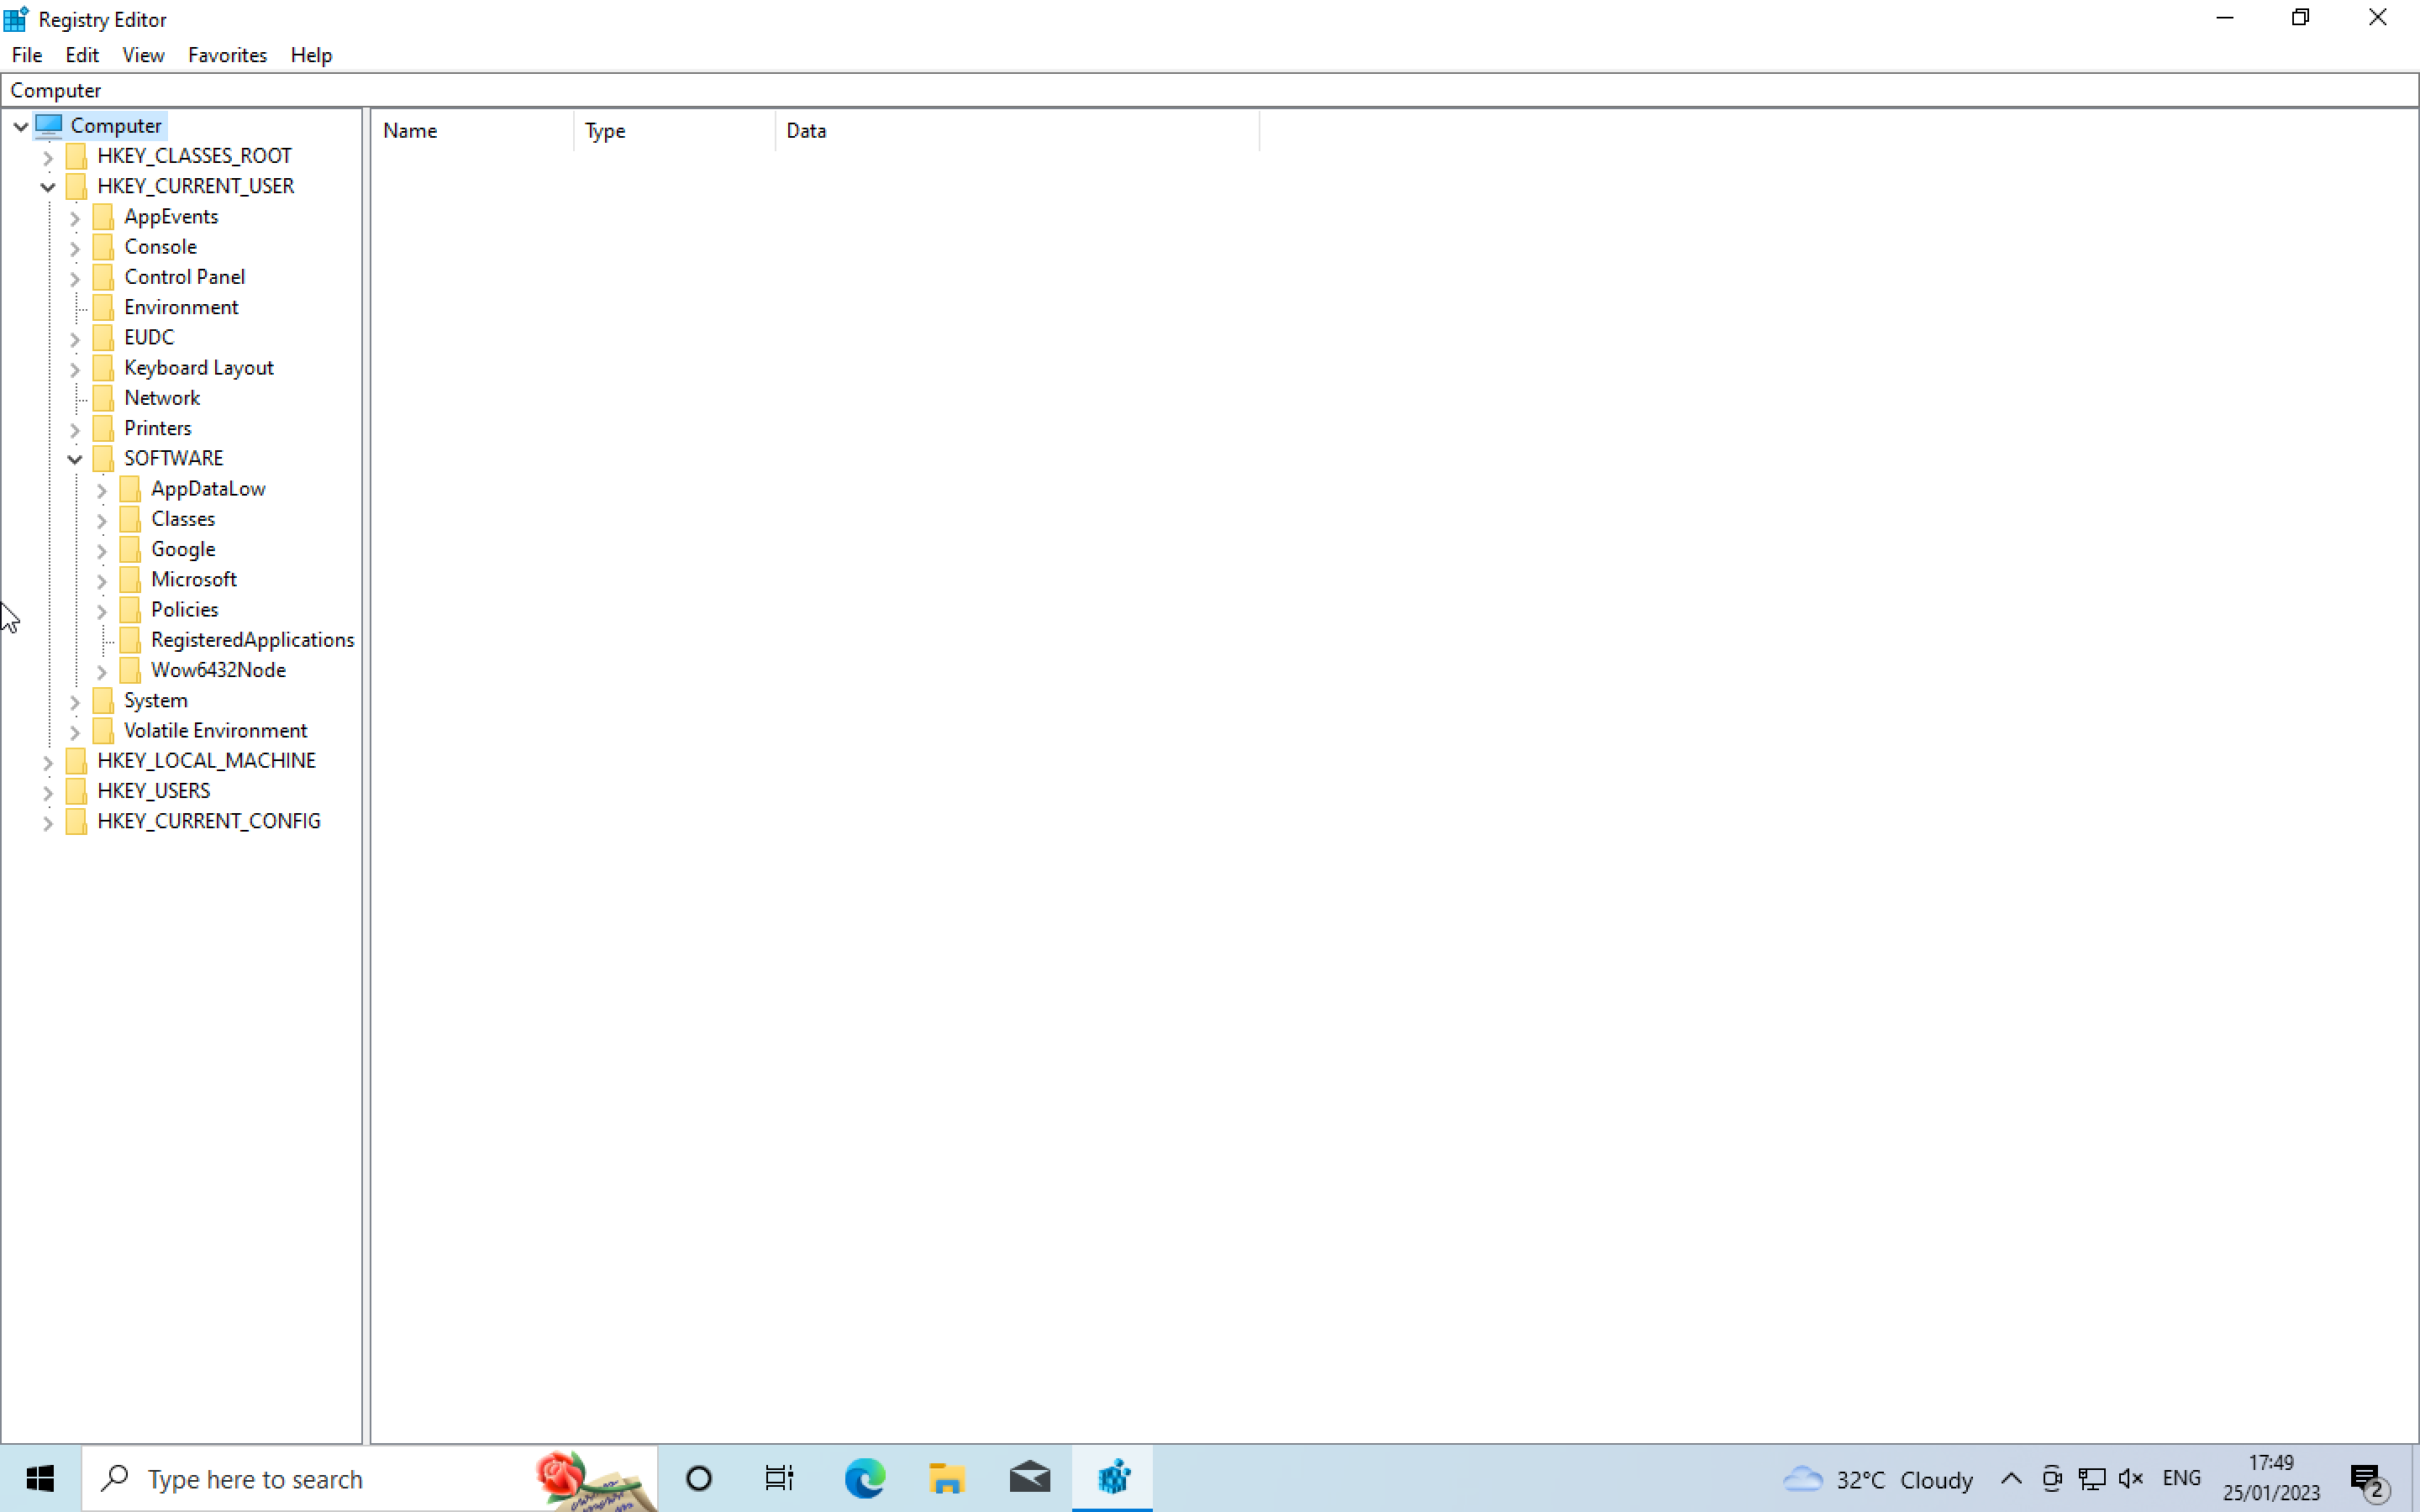 Registry Editor
File Edit View Favorites Help
Computer
Computer
HKEY_CLASSES_ROOT
HKEY_CURRENT_USER
AppEvents
Console
Control Panel
Environment
EUDC
Keyboard Layout
Network
Printers
SOFTWARE
AppDataLow
Classes
Google
Microsoft
Policies
RegisteredApplications
Wow6432Node
System
Volatile Environment
HKEY_LOCAL_MACHINE
HKEY_USERS
HKEY_CURRENT_CONFIG
Name Type Data
Type here to search
32°C Cloudy
ENG
17:49
25/01/2023
2